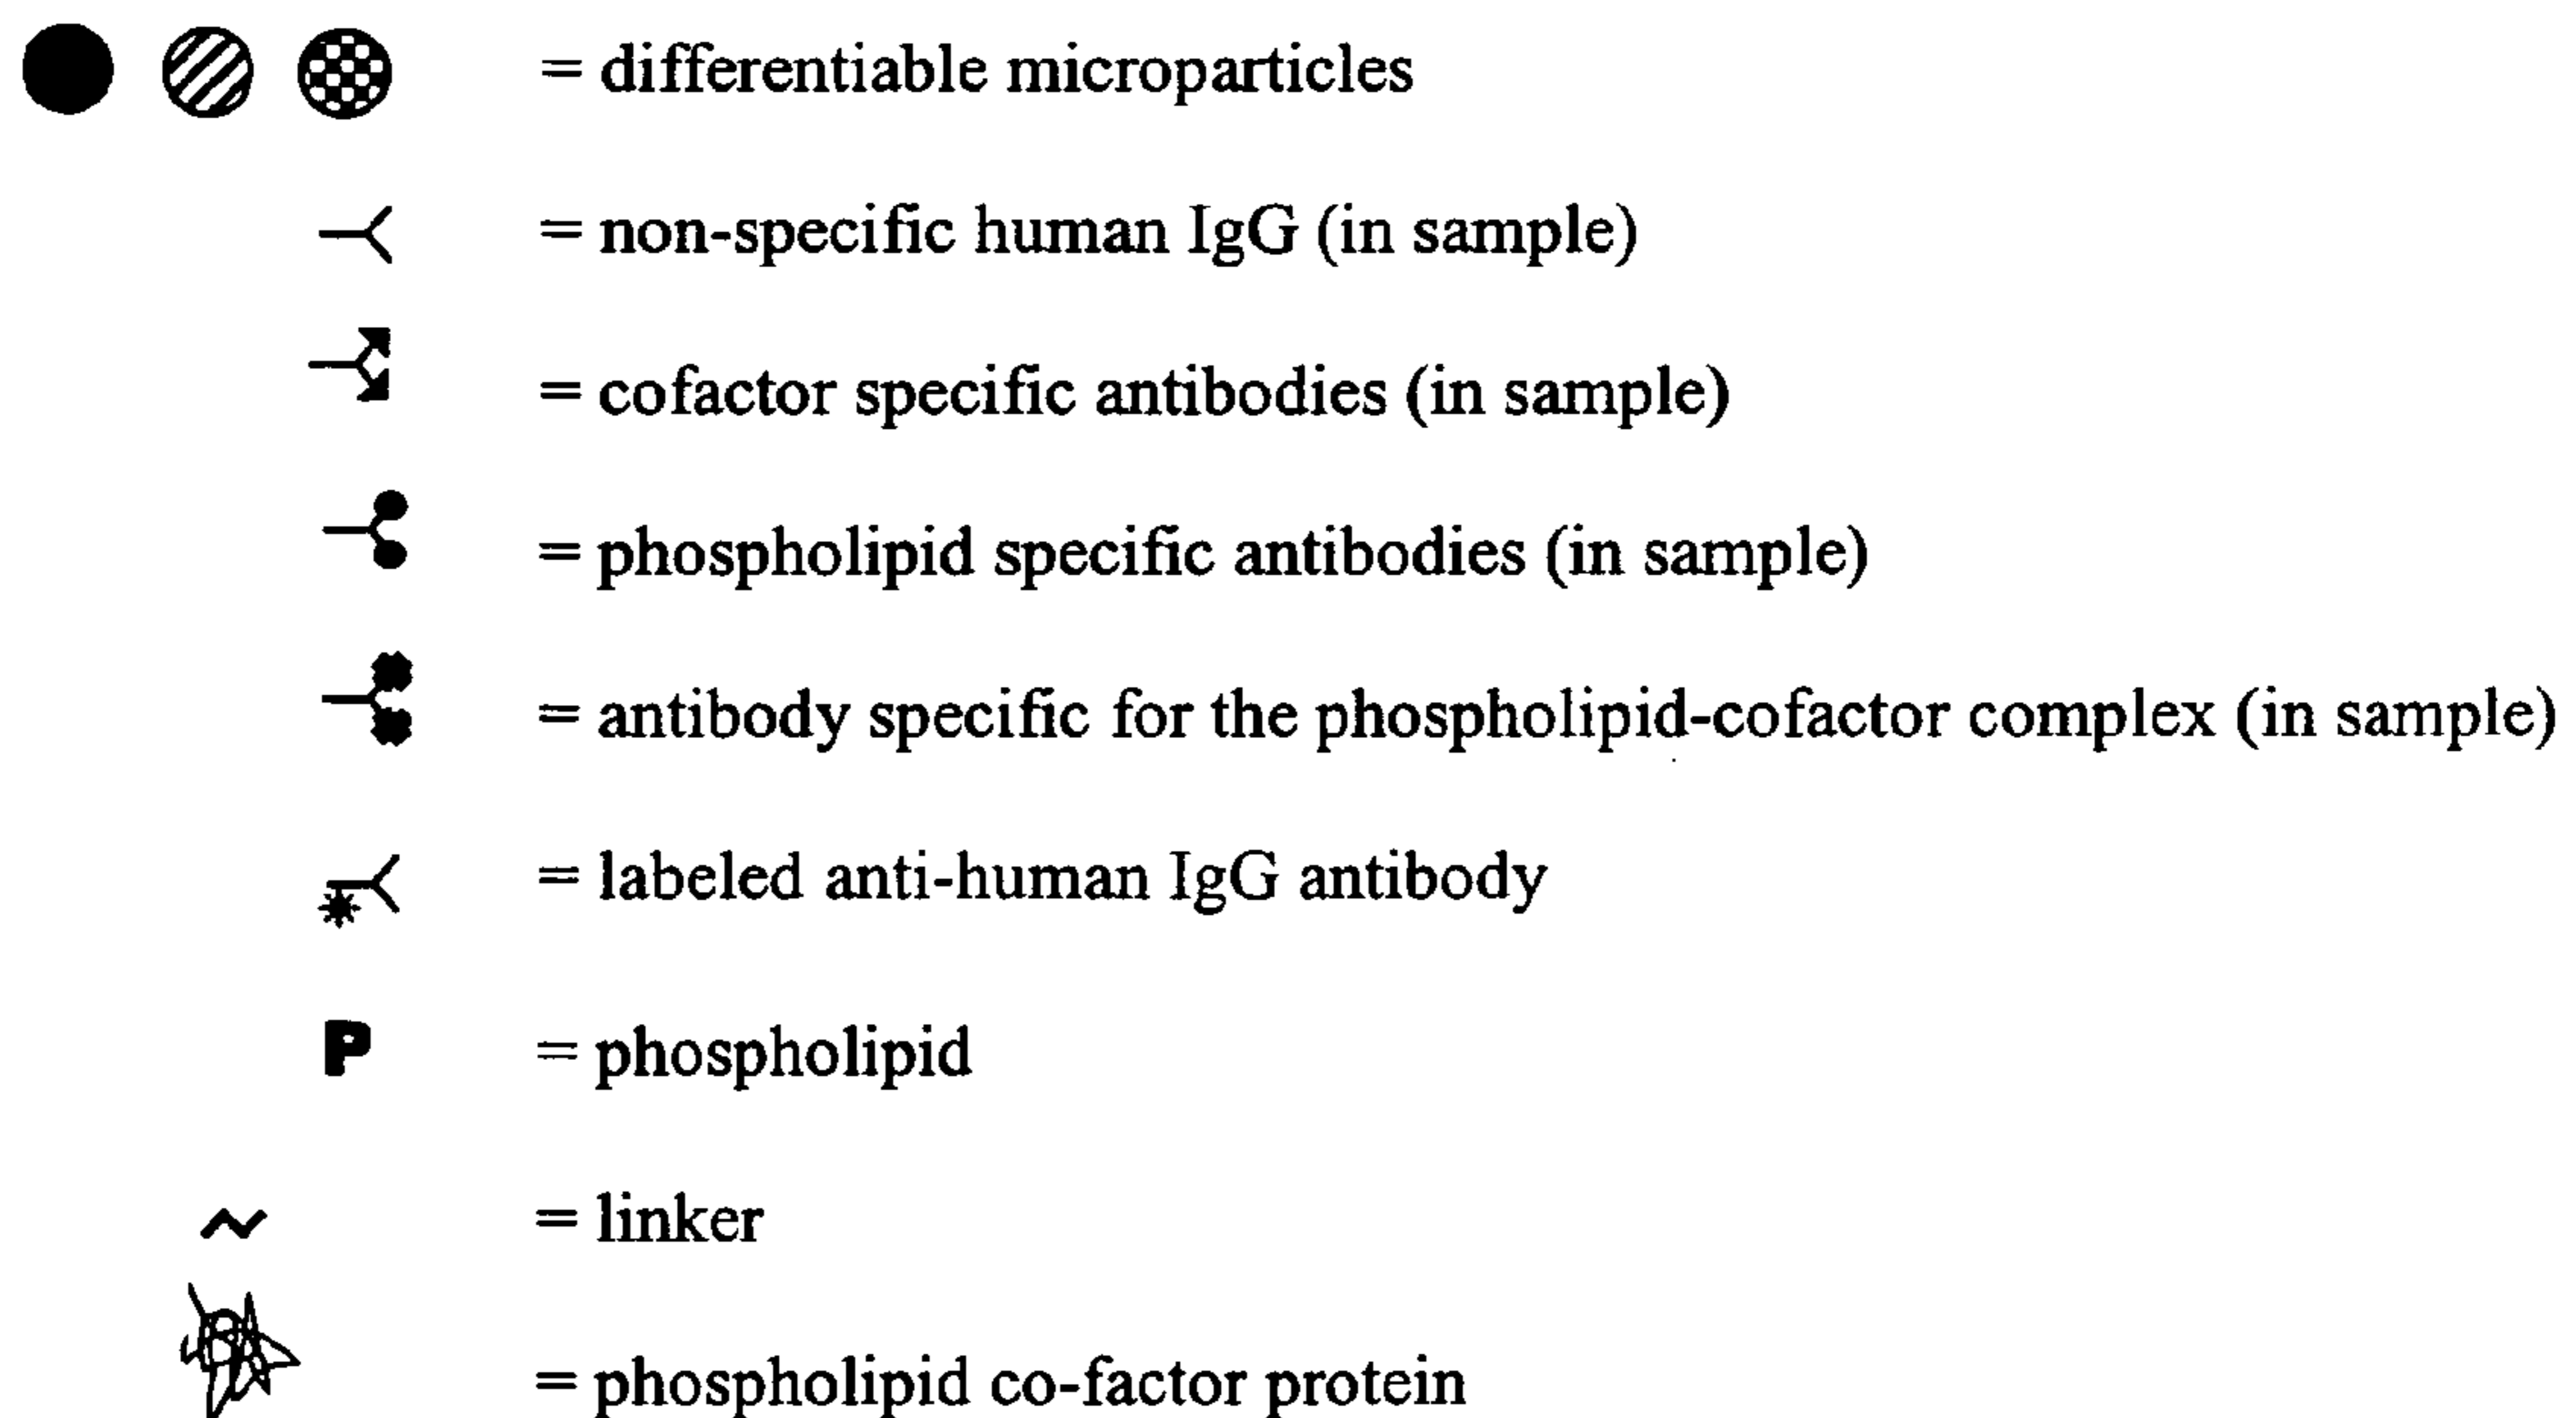 = differentiable microparticles
= non-specific human IgG (in sample)
= cofactor specific antibodies (in sample)
= phospholipid specific antibodies (in sample)
= antibody specific for the phospholipid-cofactor complex (in sample)
= labeled anti-human IgG antibody
P = phospholipid
= linker
= phospholipid co-factor protein